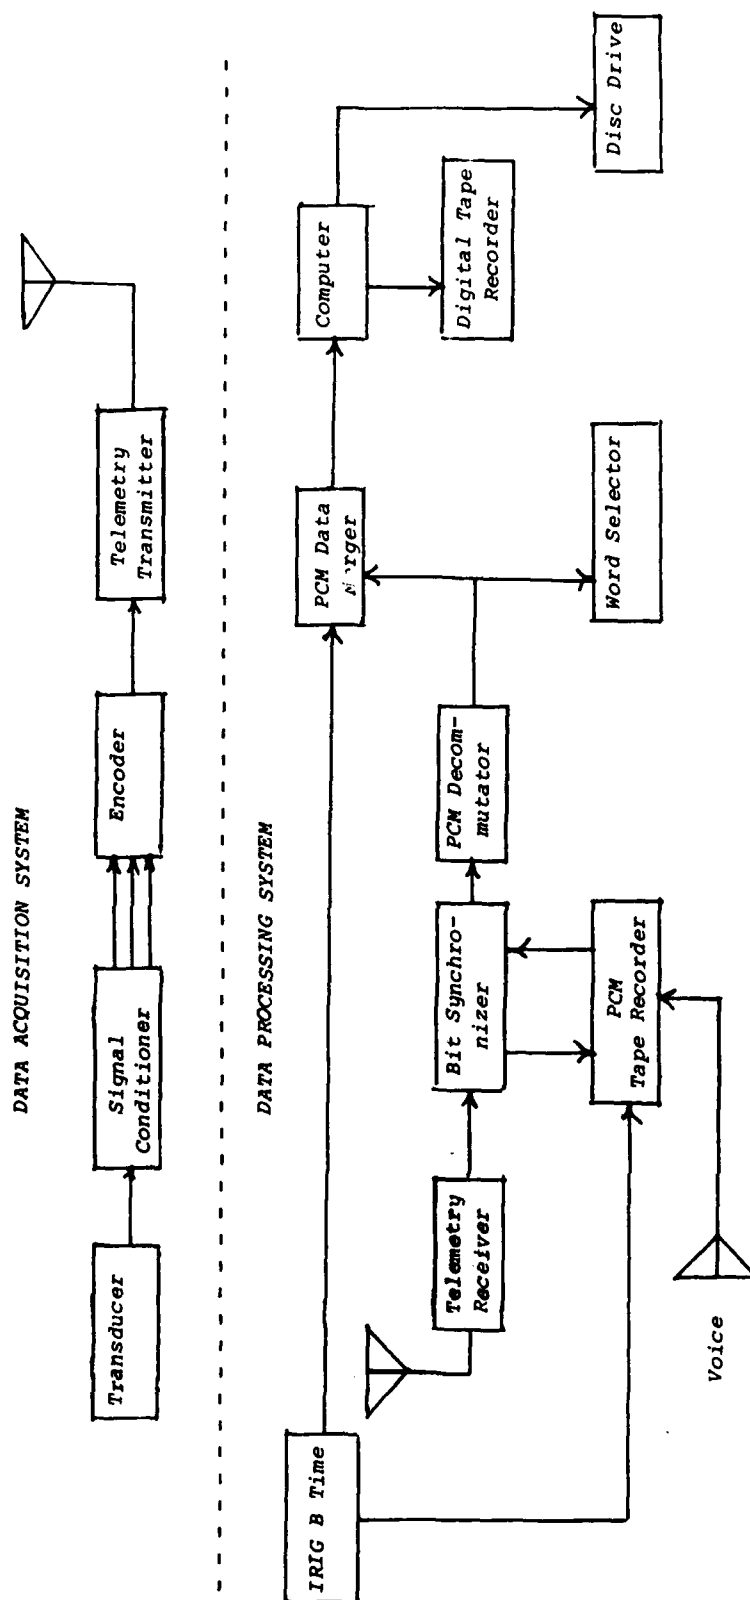 DATA ACQUISITION SYSTEM
Transducer
Signal
Conditioner
Encoder
Telemetry
Transmitter
DATA PROCESSING SYSTEM
IRIG B Time
PCM Data
Computer
Disc Drive
Digital Tape
Recorder
Telemetry
Receiver
Bit Synchro-
nizer
PCM Decom-
mutator
Word Selector
PCM
Tape Recorder
Voice